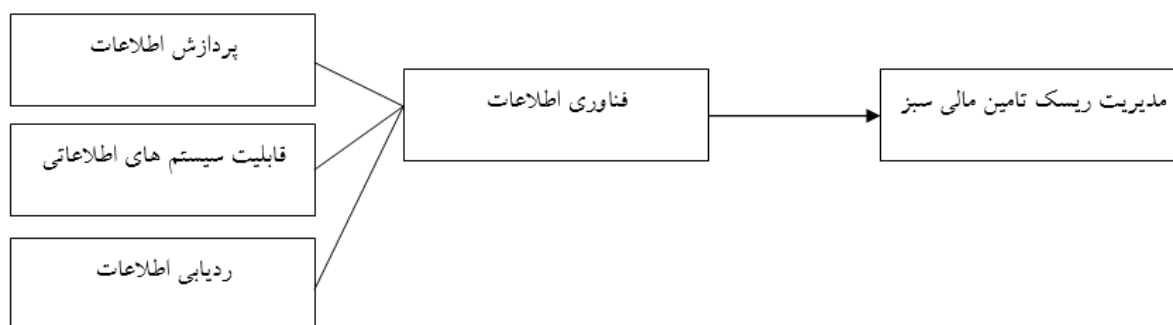 پردازش اطلاعات
فناوری اطلاعات
مدیریت ریسک تامین مالی سبز
قابلیت سیستم های اطلاعاتی
ردیابی اطلاعات